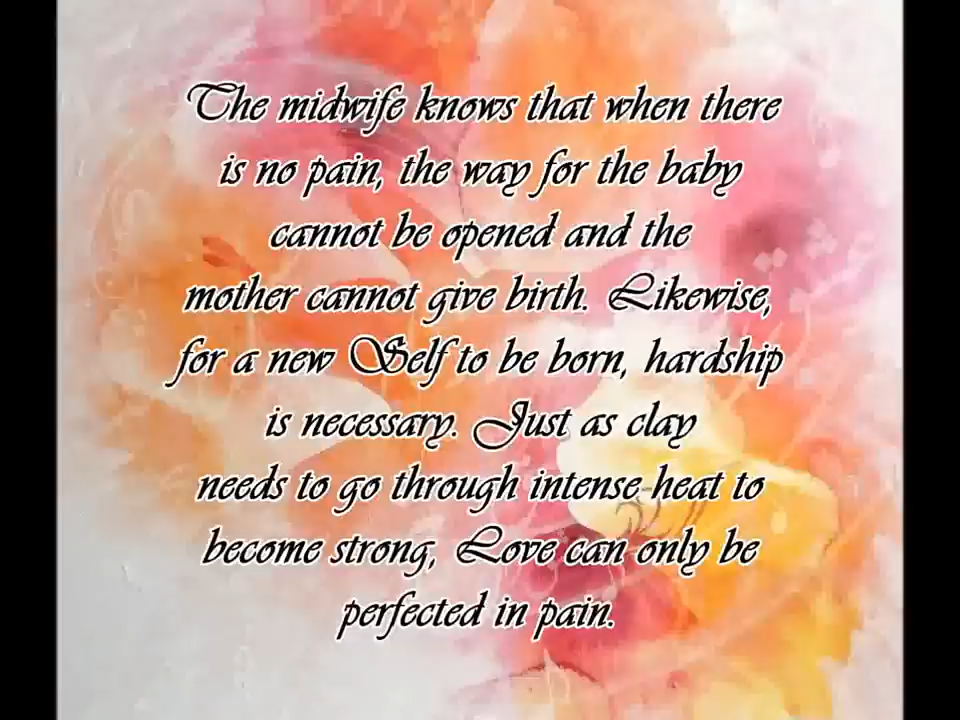 The midwife knows that when there
is no pain, the way for the baby
cannot be opened and the
mother cannot give birth. Likewise,
for a new Self to be born, hardship
is necessary. Just as clay
needs to go through intense heat to
become strong, Love can only be
perfected in pain.